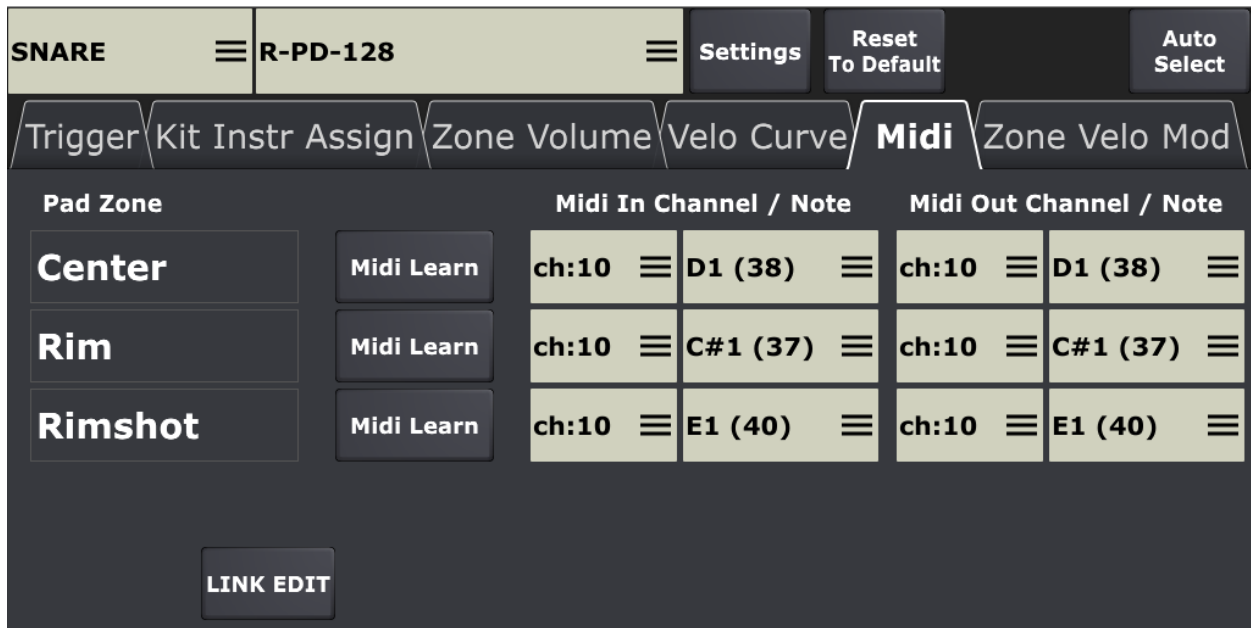 SNARE R-PD-128 Settings Reset To Default Auto Select
Trigger Kit Instr Assign Zone Volume Velo Curve Midi Zone Velo Mod
Pad Zone Midi In Channel / Note Midi Out Channel / Note
Center Midi Learn ch:10 D1 (38) ch:10 D1 (38)
Rim Midi Learn ch:10 C#1 (37) ch:10 C#1 (37)
Rimshot Midi Learn ch:10 E1 (40) ch:10 E1 (40)
LINK EDIT